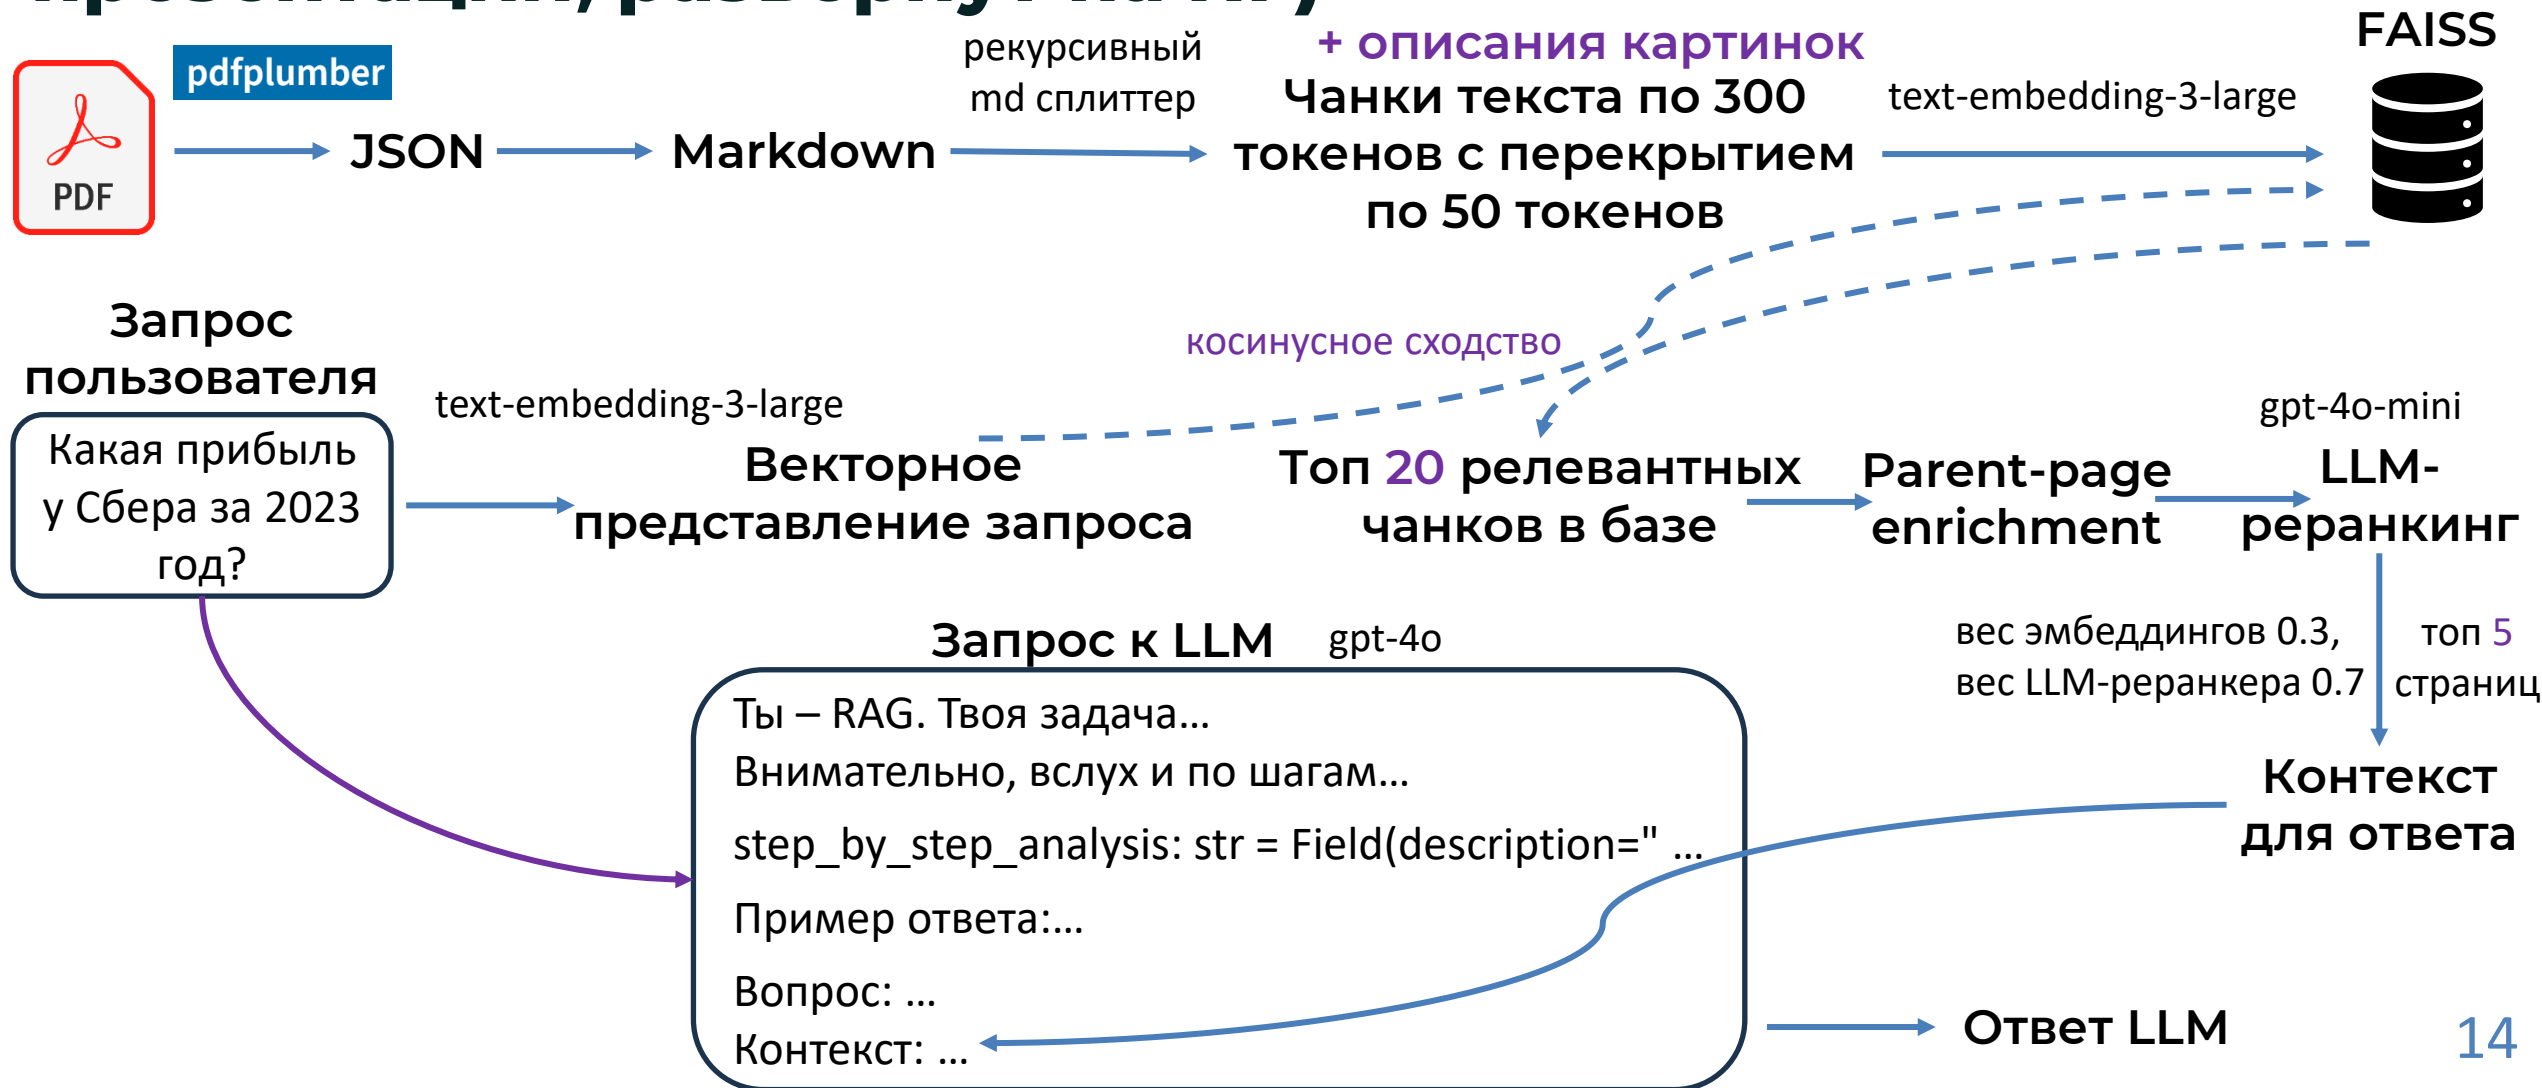 pdfplumber
PDF
JSON
Markdown
рекурсивный
md сплиттер
+ описания картинок
Чанки текста по 300
токенов с перекрытием
по 50 токенов
text-embedding-3-large
FAISS
Запрос
пользователя
Какая прибыль
у Сбера за 2023
год?
text-embedding-3-large
Векторное
представление запроса
косинусное сходство
Топ 20 релевантных
чанков в базе
Parent-page
enrichment
gpt-4o-mini
LLM-
реранкинг
вес эмбеддингов 0.3,
вес LLM-реранкера 0.7
топ 5
страниц
Контекст
для ответа
Запрос к LLM gpt-4o
Ты – RAG. Твоя задача…
Внимательно, вслух и по шагам…
step_by_step_analysis: str = Field(description=" …
Пример ответа:…
Вопрос: …
Контекст: …
Ответ LLM
14